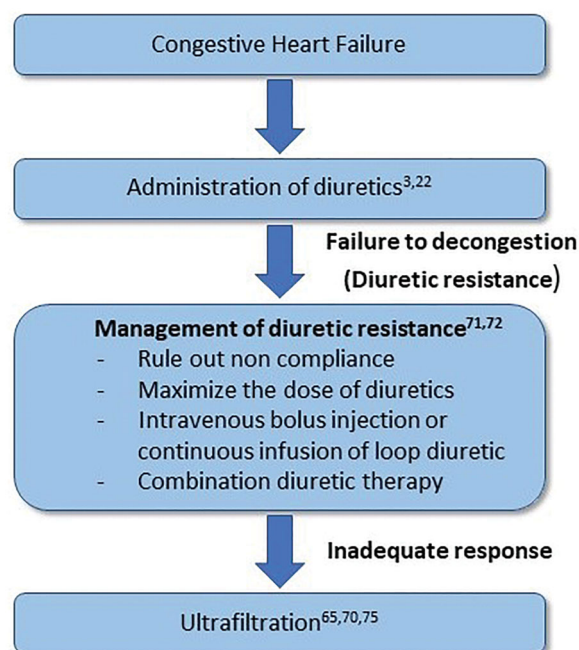 Congestive Heart Failure
Administration of diuretics3,22
Failure to decongestion
(Diuretic resistance)
Management of diuretic resistance71,72
- Rule out non compliance
- Maximize the dose of diuretics
- Intravenous bolus injection or
continuous infusion of loop diuretic
- Combination diuretic therapy
Inadequate response
Ultrafiltration65,70,75